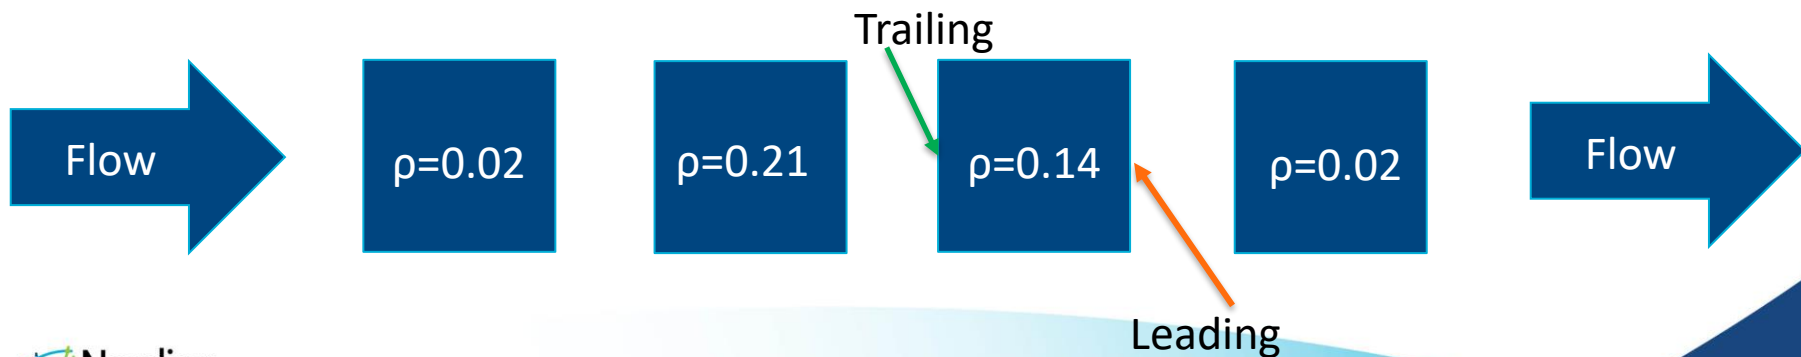 Trailing
Flow
ρ=0.02
ρ=0.21
ρ=0.14
ρ=0.02
Flow
Leading